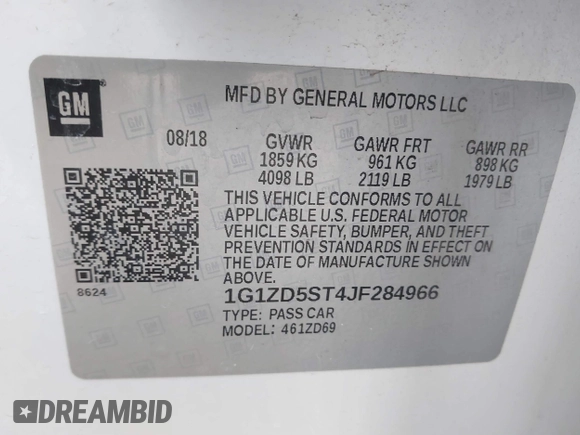 GM
MFD BY GENERAL MOTORS LLC
08/18
GVWR
1859 KG
4098 LB
GAWR FRT
961 KG
2119 LB
GAWR RR
898 KG
1979 LB
THIS VEHICLE CONFORMS TO ALL
APPLICABLE U.S. FEDERAL MOTOR
VEHICLE SAFETY, BUMPER, AND THEFT
PREVENTION STANDARDS IN EFFECT ON
THE DATE OF MANUFACTURE SHOWN
ABOVE.
8624
1G1ZD5ST4JF284966
TYPE: PASS CAR
MODEL: 461ZD69
DREAMBID